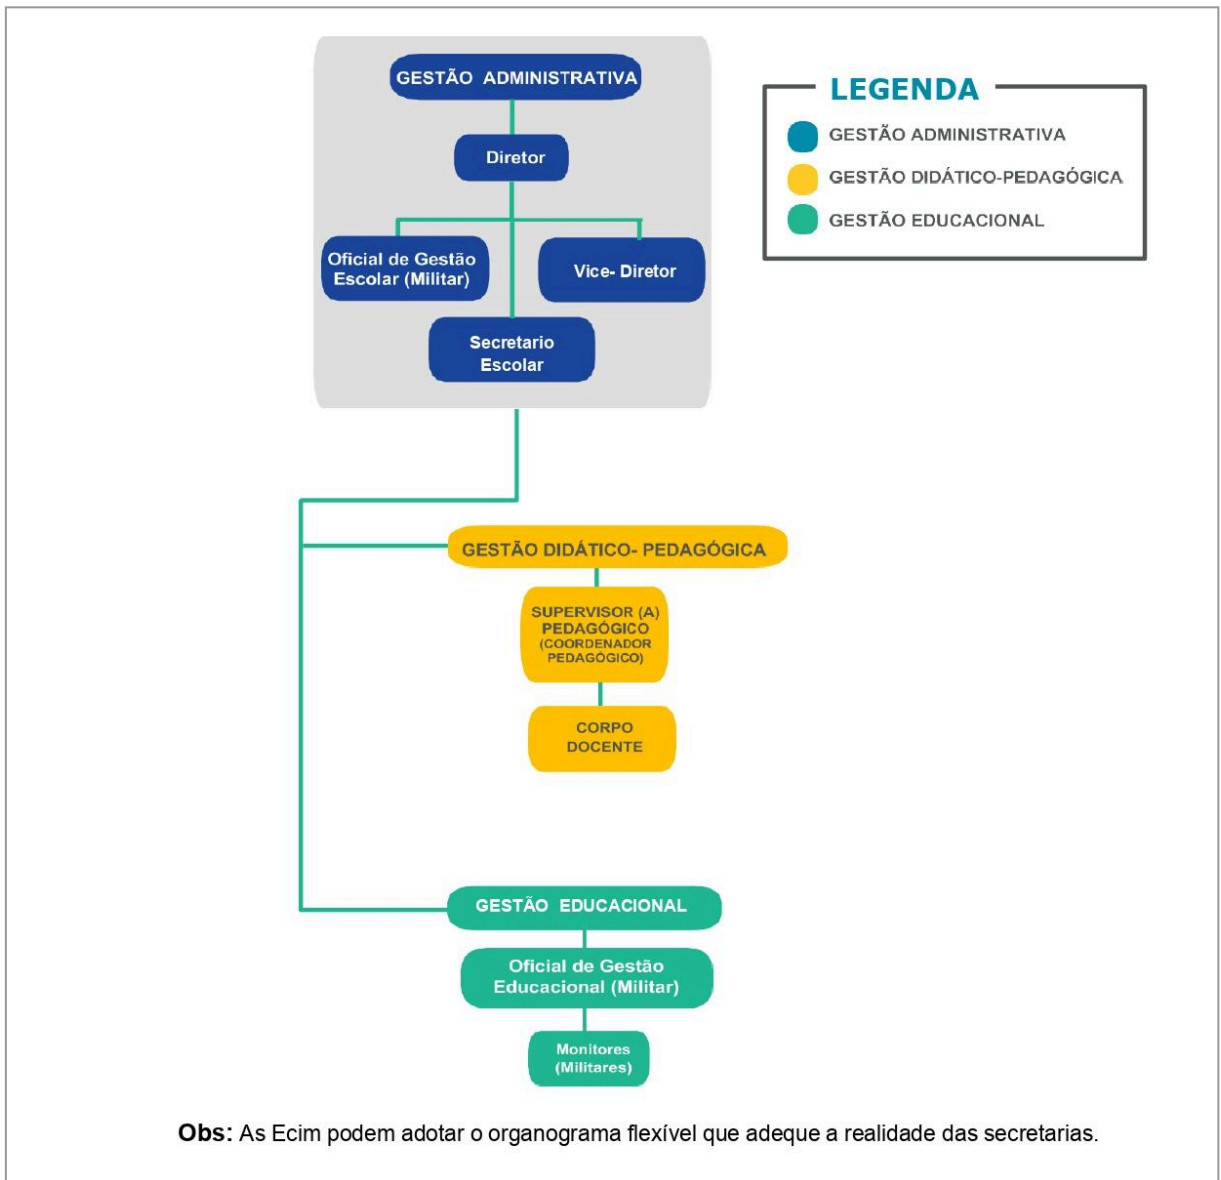 GESTÃO ADMINISTRATIVA
Diretor
Oficial de Gestão
Escolar (Militar)
Vice- Diretor
Secretario
Escolar
LEGENDA
GESTÃO ADMINISTRATIVA
GESTÃO DIDÁTICO-PEDAGÓGICA
GESTÃO EDUCACIONAL
GESTÃO DIDÁTICO- PEDAGÓGICA
SUPERVISOR (A)
PEDAGÓGICO
(COORDENADOR
PEDAGÓGICO)
CORPO
DOCENTE
GESTÃO EDUCACIONAL
Oficial de Gestão
Educacional (Militar)
Monitores
(Militares)
Obs: As Ecim podem adotar o organograma flexível que adeque a realidade das secretarias.